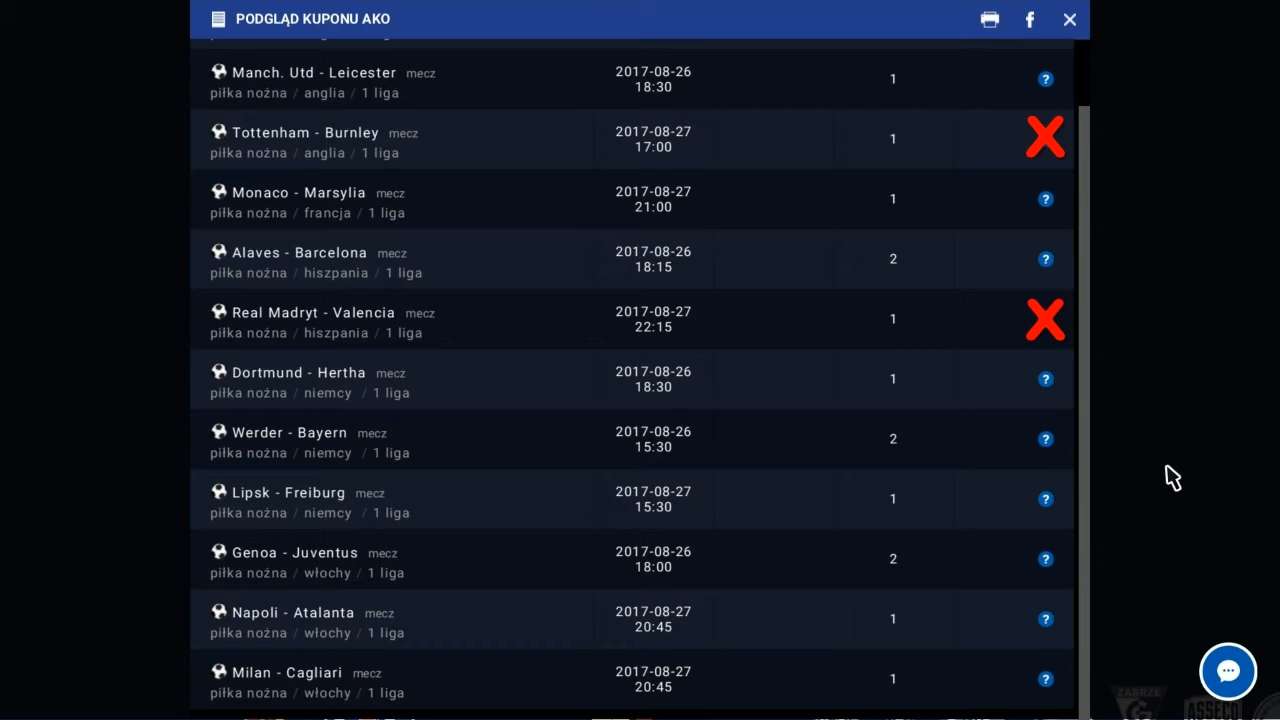 PODGLĄD KUPONU AKO
Manch. Utd - Leicester mecz 2017-08-26 18:30 1 ?
piłka nożna / anglia / 1 liga
Tottenham - Burnley mecz 2017-08-27 17:00 1
piłka nożna / anglia / 1 liga
Monaco - Marsylia mecz 2017-08-27 21:00 1 ?
piłka nożna / francja / 1 liga
Alaves - Barcelona mecz 2017-08-26 18:15 2 ?
piłka nożna / hiszpania / 1 liga
Real Madryt - Valencia mecz 2017-08-27 22:15 1
piłka nożna / hiszpania / 1 liga
Dortmund - Hertha mecz 2017-08-26 18:30 1 ?
piłka nożna / niemcy / 1 liga
Werder - Bayern mecz 2017-08-26 15:30 2 ?
piłka nożna / niemcy / 1 liga
Lipsk - Freiburg mecz 2017-08-27 15:30 1 ?
piłka nożna / niemcy / 1 liga
Genoa - Juventus mecz 2017-08-26 18:00 2 ?
piłka nożna / włochy / 1 liga
Napoli - Atalanta mecz 2017-08-27 20:45 1 ?
piłka nożna / włochy / 1 liga
Milan - Cagliari mecz 2017-08-27 20:45 1 ?
piłka nożna / włochy / 1 liga
ZABRZE
G
ASSECO